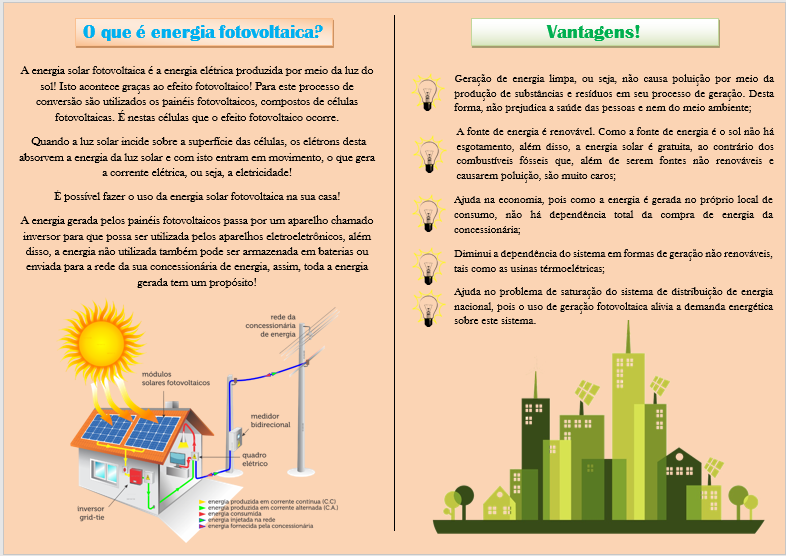 O que é energia fotovoltaica?
A energia solar fotovoltaica é a energia elétrica produzida por meio da luz do
sol! Isto acontece graças ao efeito fotovoltaico! Para este processo de
conversão são utilizados os painéis fotovoltaicos, compostos de células
fotovoltaicas. É nestas células que o efeito fotovoltaico ocorre.
Quando a luz solar incide sobre a superfície das células, os elétrons desta
absorvem a energia da luz solar e com isto entram em movimento, o que gera
a corrente elétrica, ou seja, a eletricidade!
É possível fazer o uso da energia solar fotovoltaica na sua casa!
A energia gerada pelos painéis fotovoltaicos passa por um aparelho chamado
inversor para que possa ser utilizada pelos aparelhos eletroeletrônicos, além
disso, a energia não utilizada também pode ser armazenada em baterias ou
enviada para a rede da sua concessionária de energia, assim, toda a energia
gerada tem um propósito!
rede da
concessionária
de energia
módulos
solares fotovoltaicos
medidor
bidirecional
quadro
elétrico
Inversor
grid-tie
energia produzida em corrente contínua (C.C)
energia produzida em corrente alternada (C.A.)
energia consumida
energia injetada na rede
energia fornecida pela concessionária
Vantagens!
Geração de energia limpa, ou seja, não causa poluição por meio da
produção de substâncias e resíduos em seu processo de geração. Desta
forma, não prejudica a saúde das pessoas e nem do meio ambiente;
A fonte de energia é renovável. Como a fonte de energia é o sol não há
esgotamento, além disso, a energia solar é gratuita, ao contrário dos
combustíveis fósseis que, além de serem fontes não renováveis e
causarem poluição, são muito caros;
Ajuda na economia, pois como a energia é gerada no próprio local de
consumo, não há dependência total da compra de energia da
concessionária;
Diminui a dependência do sistema em formas de geração não renováveis,
tais como as usinas térmoelétricas;
Ajuda no problema de saturação do sistema de distribuição de energia
nacional, pois o uso de geração fotovoltaica alivia a demanda energética
sobre este sistema.